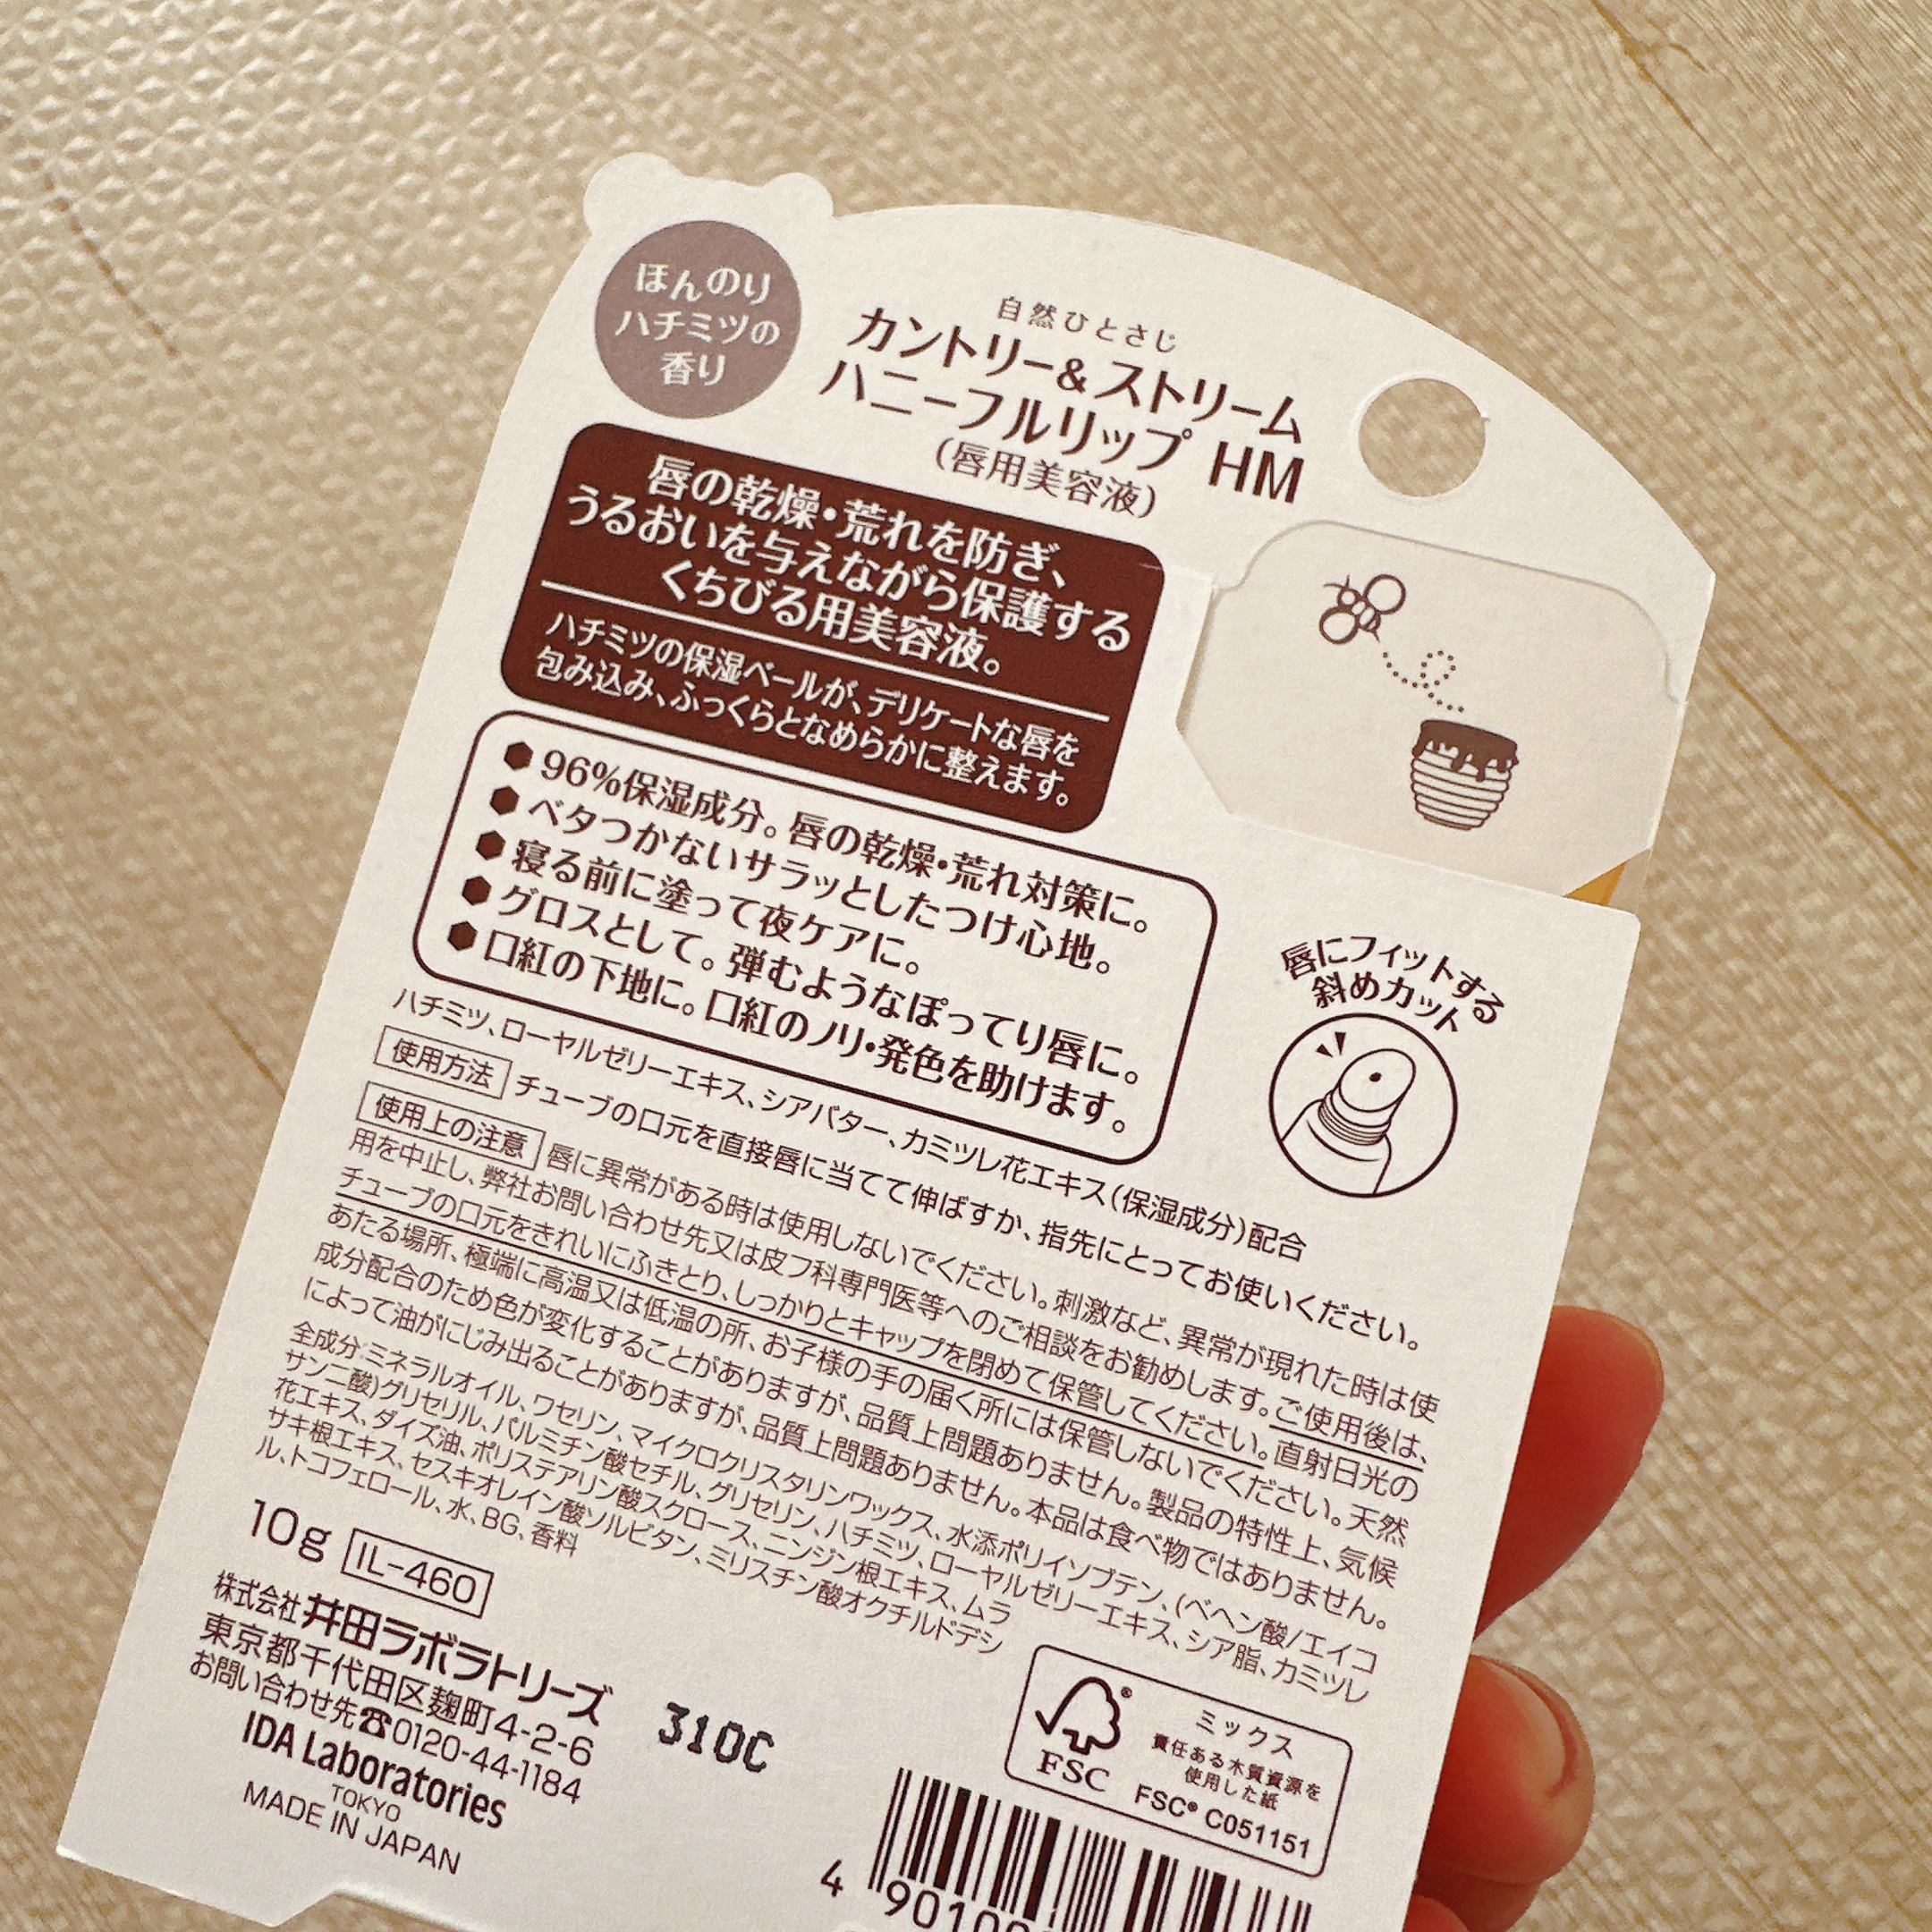 ほんのり
ハチミツの
香り
自然ひとさじ
カントリー&ストリーム
ハニーフルリップ HM
(唇用美容液)
唇の乾燥・荒れを防ぎ、
うるおいを与えながら保護する
くちびる用美容液。
ハチミツの保湿ベールが、デリケートな唇を
包み込み、ふっくらとなめらかに整えます。
96%保湿成分。唇の乾燥・荒れ対策に。
ベタつかないサラッとしたつけ心地。
寝る前に塗って夜ケアに。
グロスとして。弾むようなぽってり唇に。
口紅の下地に。口紅のノリ・発色を助けます。
唇にフィットする
斜めカット
ハチミツ、ローヤルゼリーエキス、シアバター、カミツレ花エキス(保湿成分)配合
使用方法 チューブの口元を直接唇に当てて伸ばすか、指先にとってお使いください。
使用上の注意 唇に異常がある時は使用しないでください。刺激など、異常が現れた時は使
用を中止し、弊社お問い合わせ先又は皮フ科専門医等へのご相談をお勧めします。ご使用後は、
チューブの口元をきれいにふきとり、しっかりとキャップを閉めて保管してください。直射日光の
あたる場所、極端に高温又は低温の所、お子様の手の届く所には保管しないでください。天然
成分配合のため色が変化することがありますが、品質上問題ありません。製品の特性上、気候
によって油がにじみ出ることがありますが、品質上問題ありません。本品は食べ物ではありません。
全成分:ミネラルオイル、ワセリン、マイクロクリスタリンワックス、水添ポリイソブテン、(ベヘン酸/エイコ
サン二酸)グリセリル、パルミチン酸セチル、グリセリン、ハチミツ、ローヤルゼリーエキス、シア脂、カミツレ
花エキス、ダイズ油、ポリステアリン酸スクロース、ニンジン根エキス、ムラ
サキ根エキス、セスキオレイン酸ソルビタン、ミリスチン酸オクチルドデシ
ル、トコフェロール、水、BG、香料
10g IL-460
株式会社 井田ラボラトリーズ
東京都千代田区麹町4-2-6
お問い合わせ先☎0120-44-1184
IDA Laboratories
TOKYO
MADE IN JAPAN
310C
FSC
ミックス
責任ある木質資源を
使用した紙
FSC® C051151
4